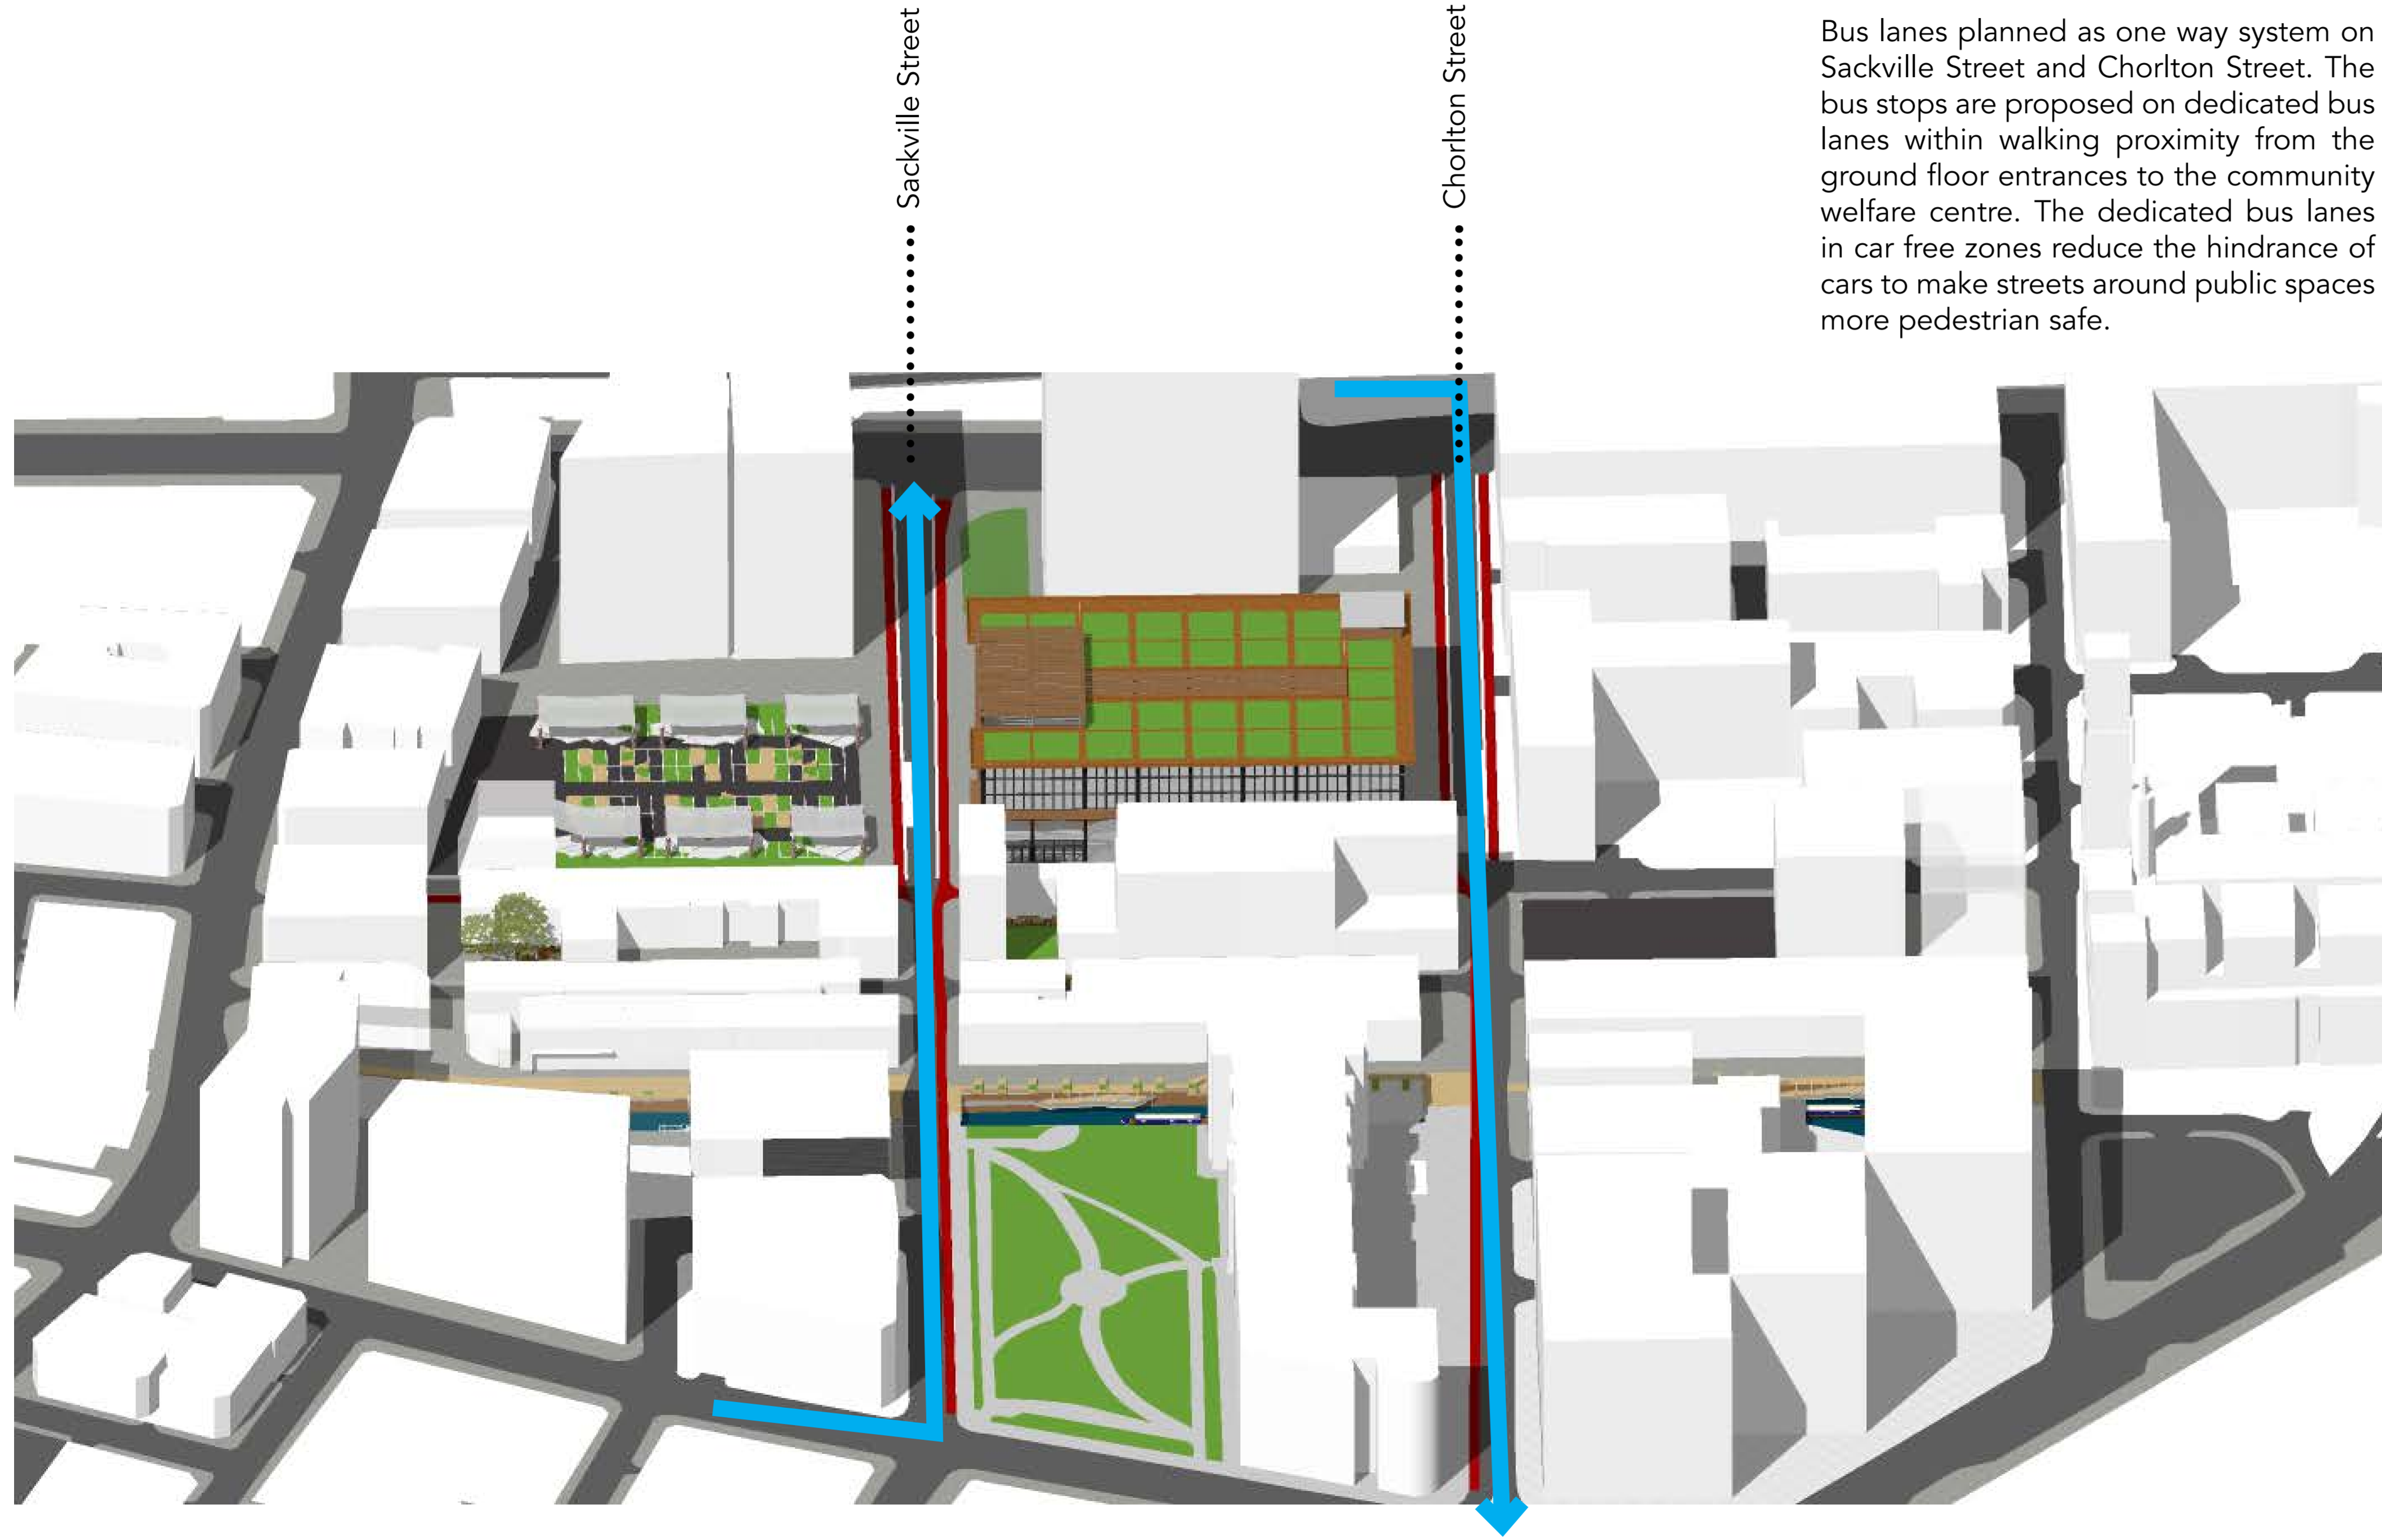 Sackville Street
Chorlton Street
Bus lanes planned as one way system on
Sackville Street and Chorlton Street. The
bus stops are proposed on dedicated bus
lanes within walking proximity from the
ground floor entrances to the community
welfare centre. The dedicated bus lanes
in car free zones reduce the hindrance of
cars to make streets around public spaces
more pedestrian safe.